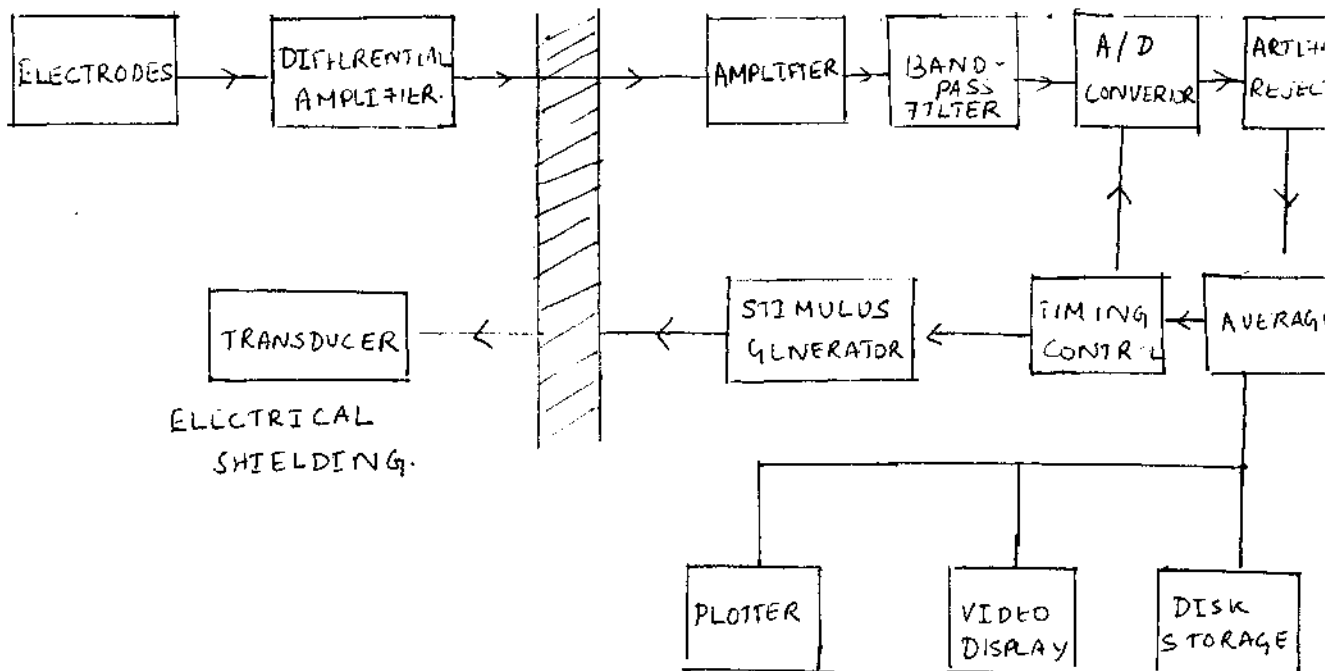 ELECTRODES
DIFFERENTIAL
AMPLIFIER.
AMPLIFIER
BAND-
PASS
FILTER
A/D
CONVERTOR
TRANSDUCER
STIMULUS
GENERATOR
TIMING
CONTROL
ELECTRICAL
SHIELDING.
PLOTTER
VIDEO
DISPLAY
DISK
STORAGE